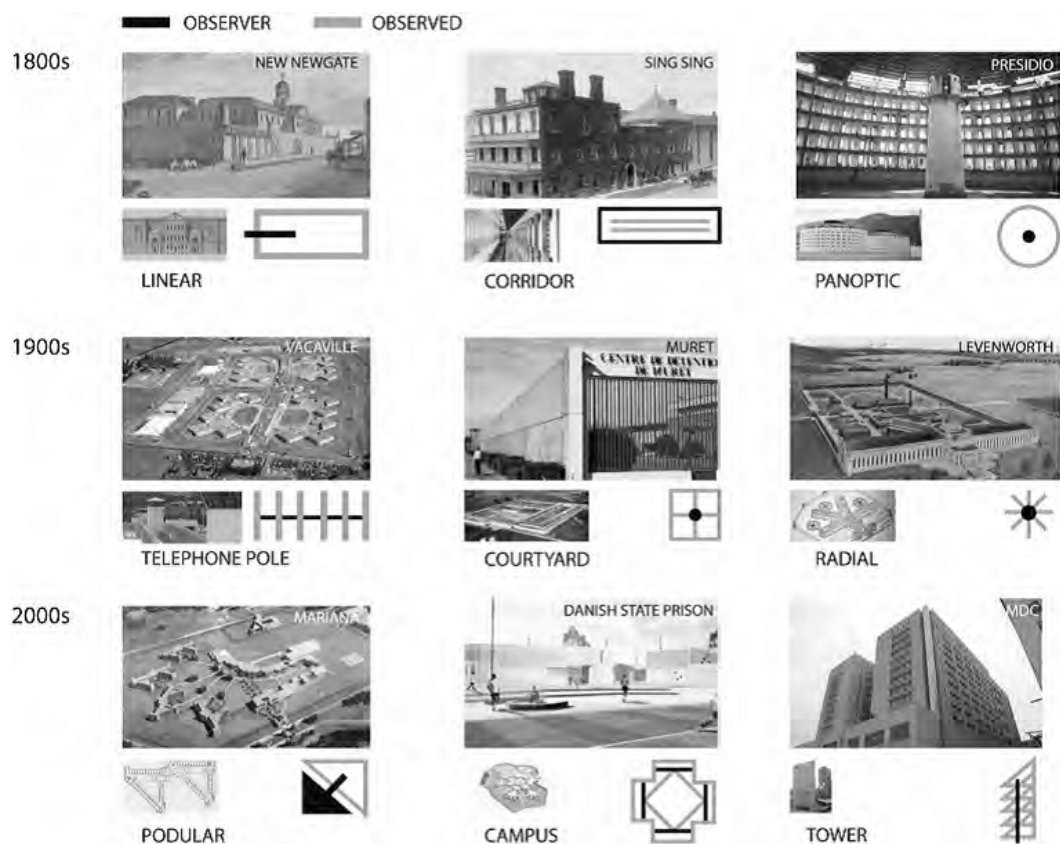 OBSERVER
OBSERVED
1800s
NEW NEWGATE
SING SING
PRESIDIO
LINEAR
CORRIDOR
PANOPTIC
1900s
VACAVILLE
MURET
LEVENWORTH
CENTRE DE DETENTIO
DE MURET
TELEPHONE POLE
COURTYARD
RADIAL
2000s
MARIANA
DANISH STATE PRISON
MDC
PODULAR
CAMPUS
TOWER